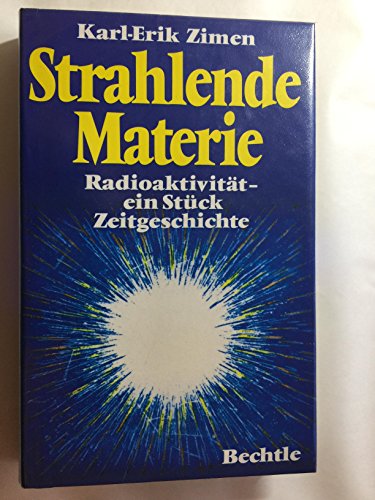 Karl-Erik Zimen
Strahlende
Materie
Radioaktivität-
ein Stück
Zeitgeschichte
Bechtle